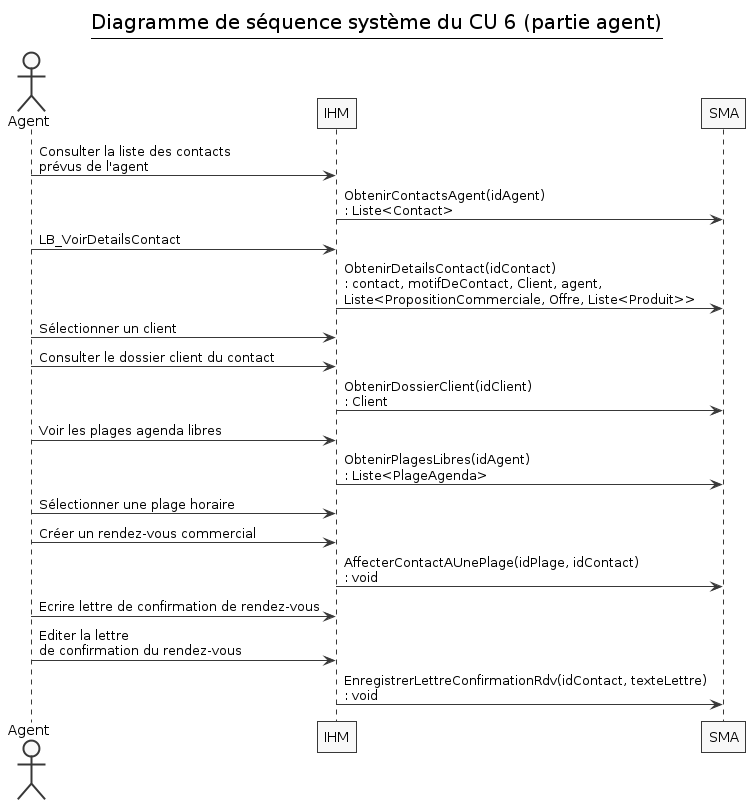 Diagramme de séquence système du CU 6 (partie agent)
Agent
IHM
SMA
Consulter la liste des contacts
prévus de l'agent
ObtenirContactsAgent(idAgent)
: Liste<Contact>
LB_VoirDetailsContact
ObtenirDetailsContact(idContact)
: contact, motifDeContact, Client, agent,
Liste<PropositionCommerciale, Offre, Liste<Produit>>
Sélectionner un client
Consulter le dossier client du contact
ObtenirDossierClient(idClient)
: Client
Voir les plages agenda libres
ObtenirPlagesLibres(idAgent)
: Liste<PlageAgenda>
Sélectionner une plage horaire
Créer un rendez-vous commercial
AffecterContactAUnePlage(idPlage, idContact)
: void
Ecrire lettre de confirmation de rendez-vous
Editer la lettre
de confirmation du rendez-vous
EnregistrerLettreConfirmationRdv(idContact, texteLettre)
: void
Agent
IHM
SMA